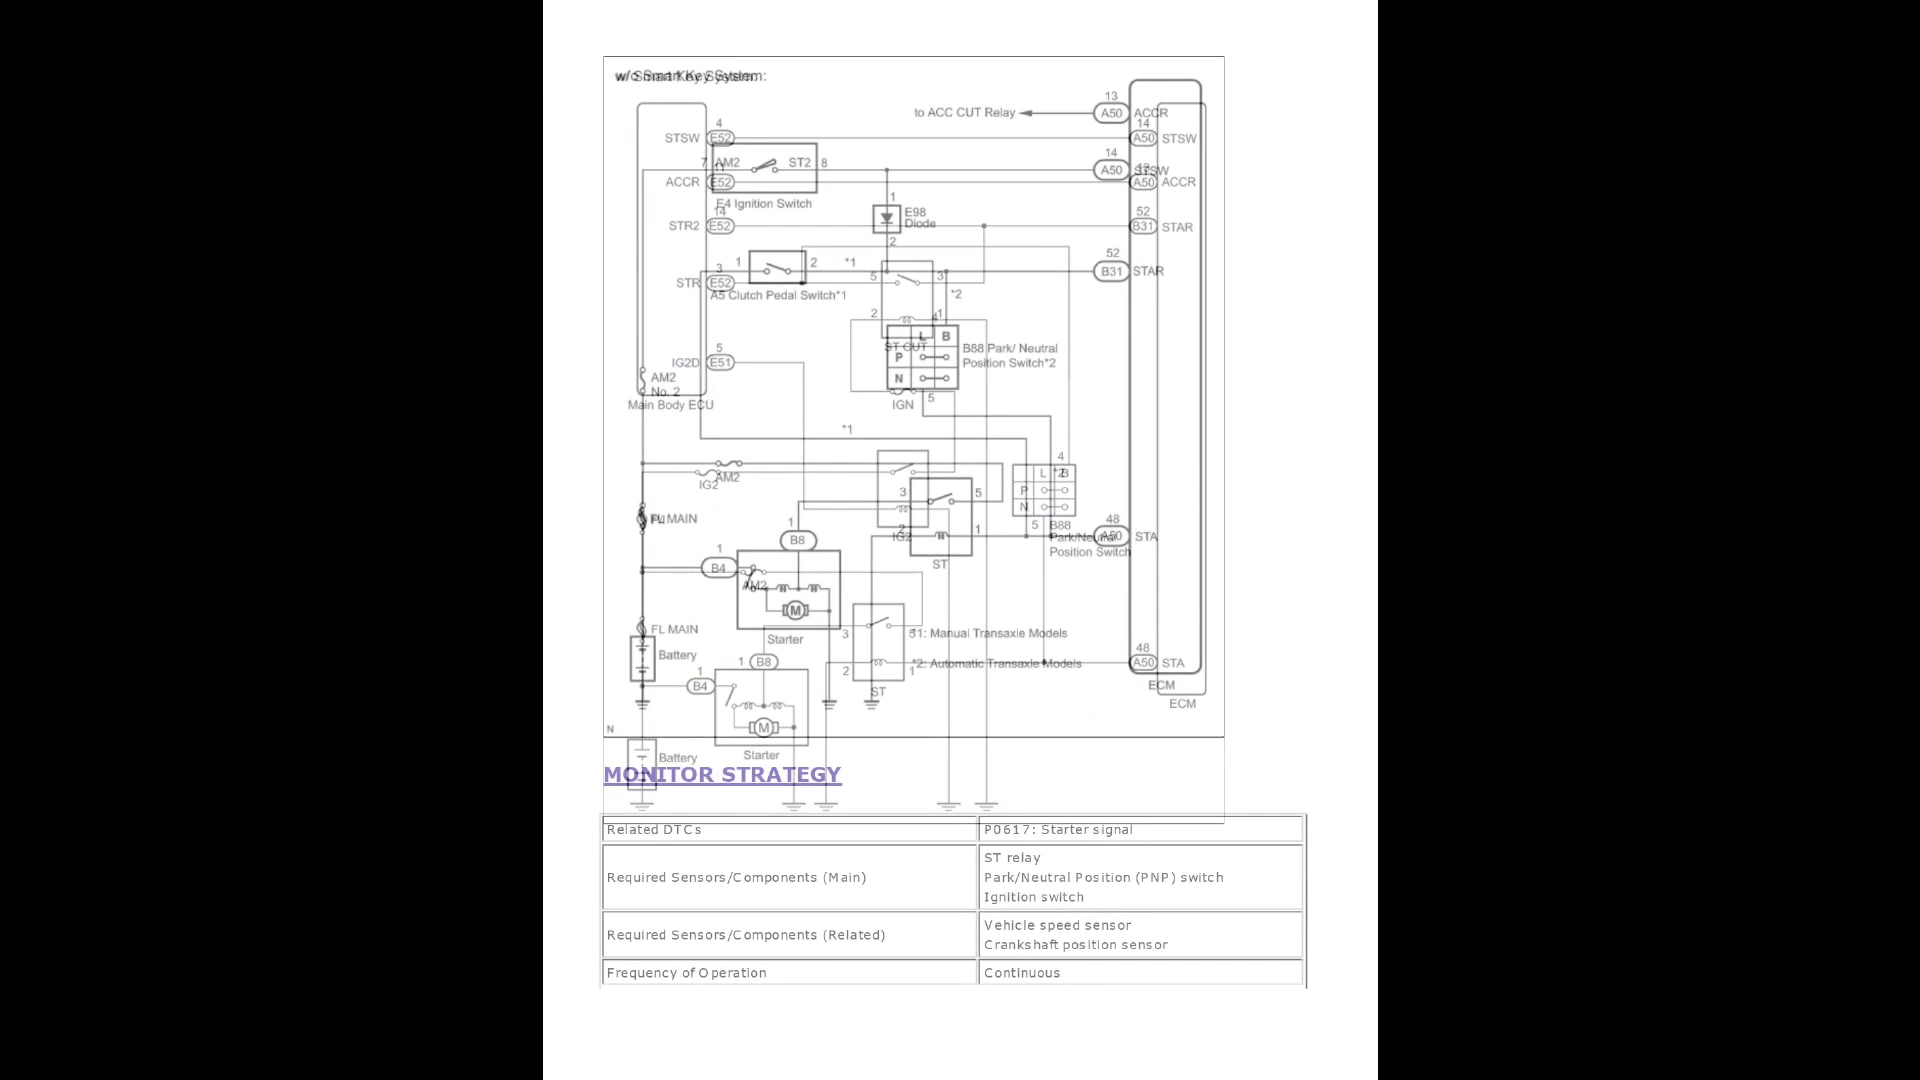 to ACC CUT Relay
13
A50
ACCR
14
A50
STSW
STSW
4
E52
14
A50
7
AM2
ST2
8
ACCR
E52
A50
ACCR
E4 Ignition Switch
1
E98
Diode
2
STR2
14
E52
52
B31
STAR
1
2
*1
52
B31
STAR
STR
3
E52
A5 Clutch Pedal Switch*1
5
3
*2
2
1
ST CUT
L
B
P
N
B88 Park/ Neutral
Position Switch*2
IG2D
5
E51
AM2
No. 2
Main Body ECU
IGN
5
*1
AM2
IG2
4
L
B
P
N
5
B88
Park/Neutral
Position Switch
3
5
2
1
IG2
ST
48
A50
STA
FL MAIN
1
B8
1
B4
AM2
M
Starter
FL MAIN
Battery
3
5
2
1
ST
*1: Manual Transaxle Models
*2: Automatic Transaxle Models
48
A50
STA
ECM
ECM
1
B8
1
B4
M
Starter
N
Battery
MONITOR STRATEGY
Related DTCs
P0617: Starter signal
Required Sensors/Components (Main)
ST relay
Park/Neutral Position (PNP) switch
Ignition switch
Required Sensors/Components (Related)
Vehicle speed sensor
Crankshaft position sensor
Frequency of Operation
Continuous